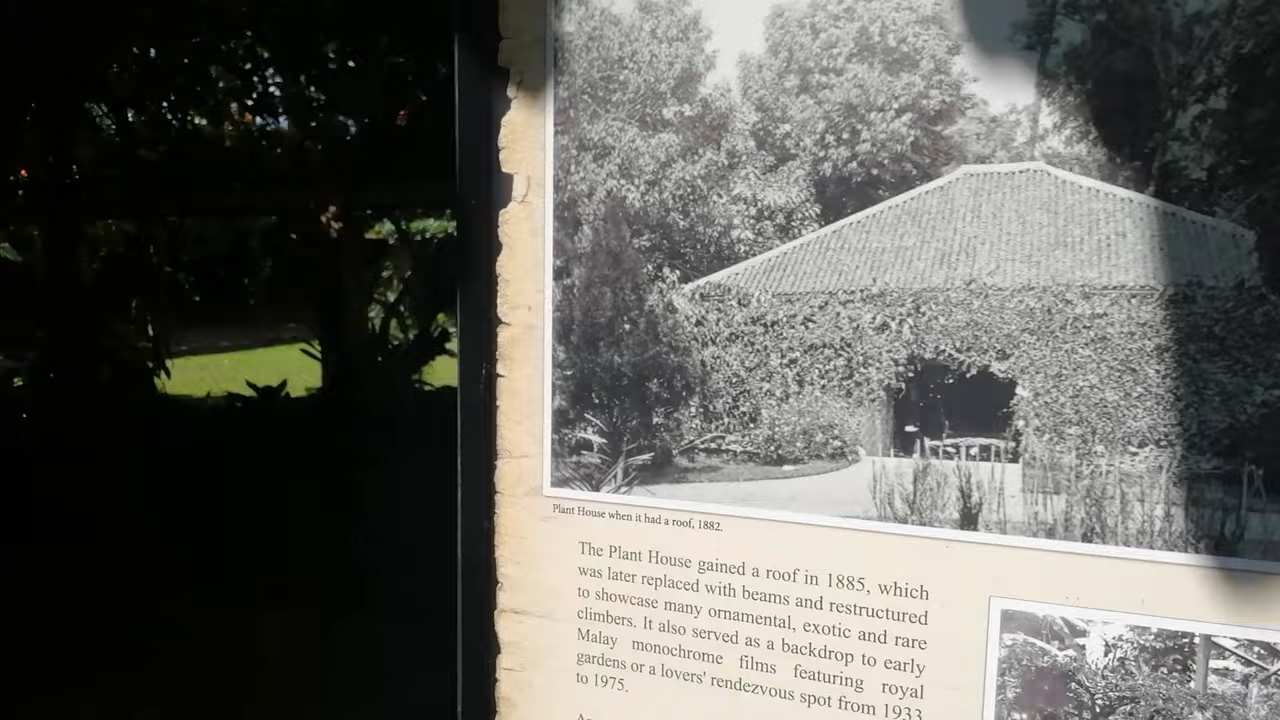 Plant House when it had a roof, 1882.
The Plant House gained a roof in 1885, which
was later replaced with beams and restructured
to showcase many ornamental, exotic and rare
climbers. It also served as a backdrop to early
Malay monochrome films featuring royal
gardens or a lovers' rendezvous spot from 1933
to 1975.